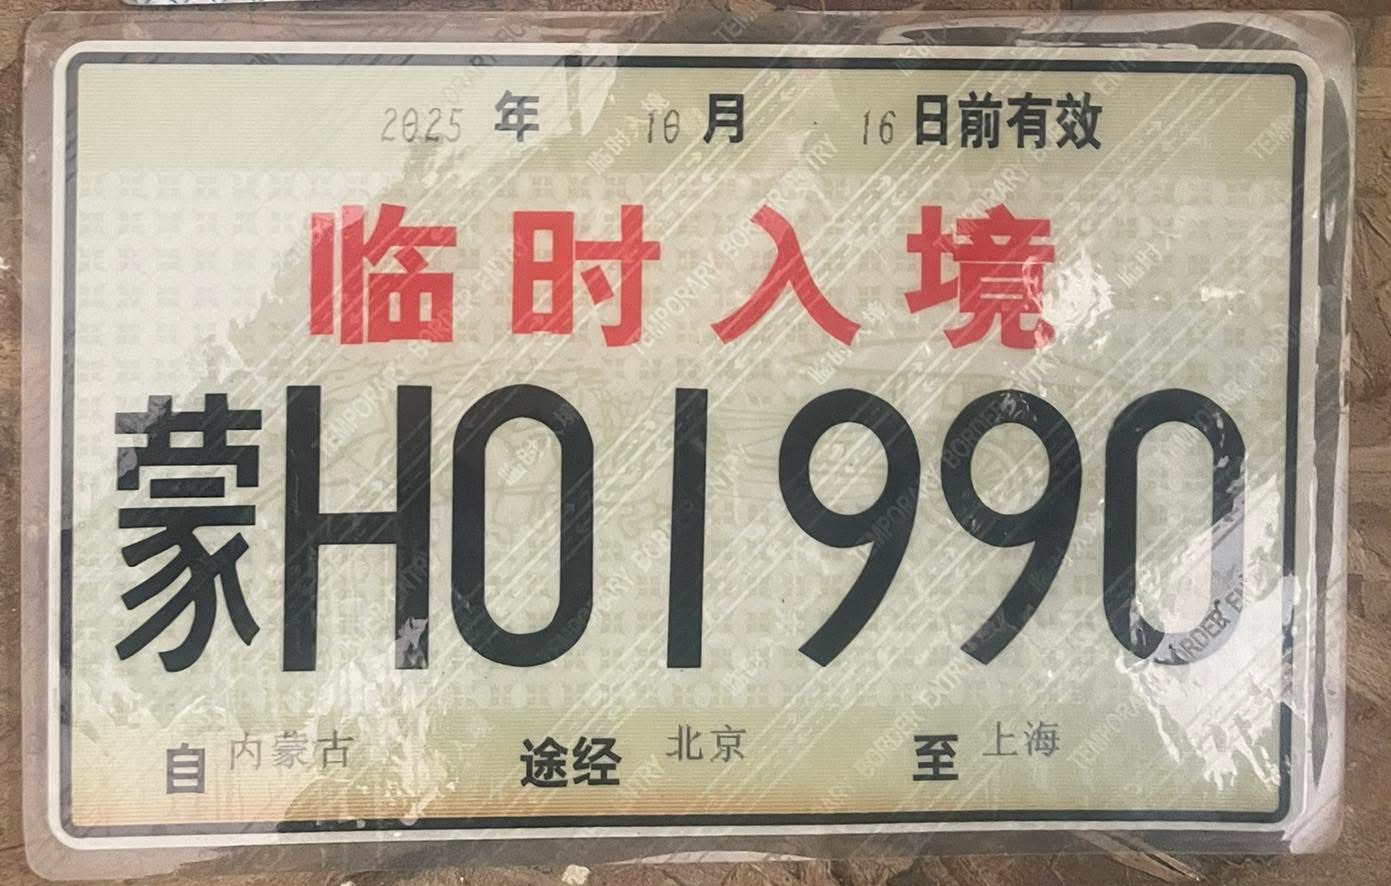 2025 年 10 月 16 日前有效
临时入境
蒙H01990
自 内蒙古 途经 北京 至 上海